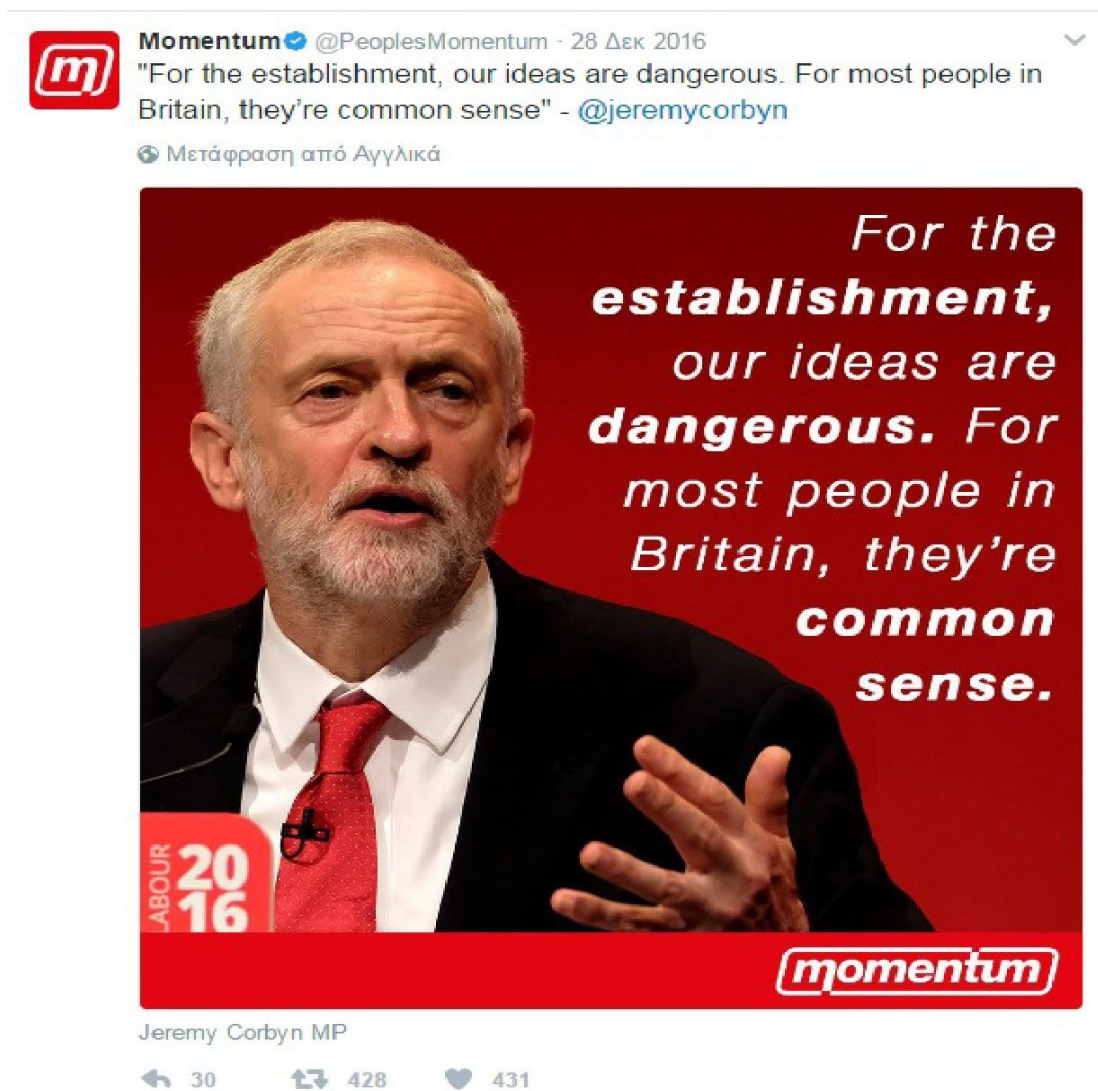 Momentum @PeoplesMomentum · 28 Δεκ 2016
"For the establishment, our ideas are dangerous. For most people in
Britain, they’re common sense" - @jeremycorbyn
Μετάφραση από Αγγλικά
For the
establishment,
our ideas are
dangerous. For
most people in
Britain, they’re
common
sense.
LABOUR
20
16
momentum
Jeremy Corbyn MP
30 428 431